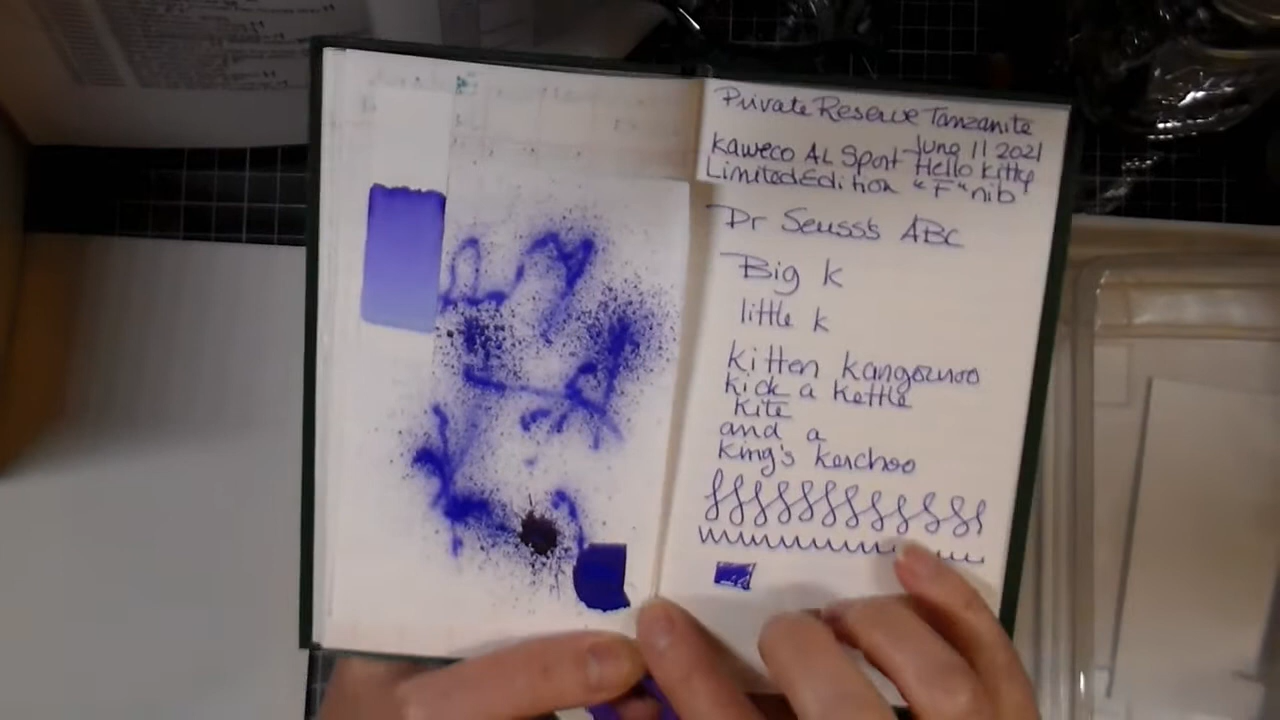 Private Reserve Tanzanite
June 11 2021
Kaweco AL Sport Hello Kitty
Limited Edition "F" nib
Dr Seuss's ABC
Big k
little k
kitten kangouroo
kick a kettle
kite
and a
king's kerchoo